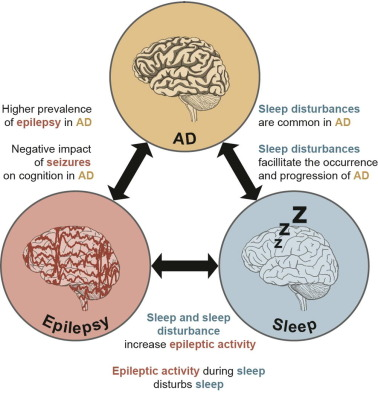 AD
Higher prevalence
of epilepsy in AD
Negative impact
of seizures
on cognition in AD
Sleep disturbances
are common in AD
Sleep disturbances
facilitate the occurrence
and progression of AD
Epilepsy
z
z
Z
Sleep
Sleep and sleep
disturbance
increase epileptic activity
Epileptic activity during sleep
disturbs sleep